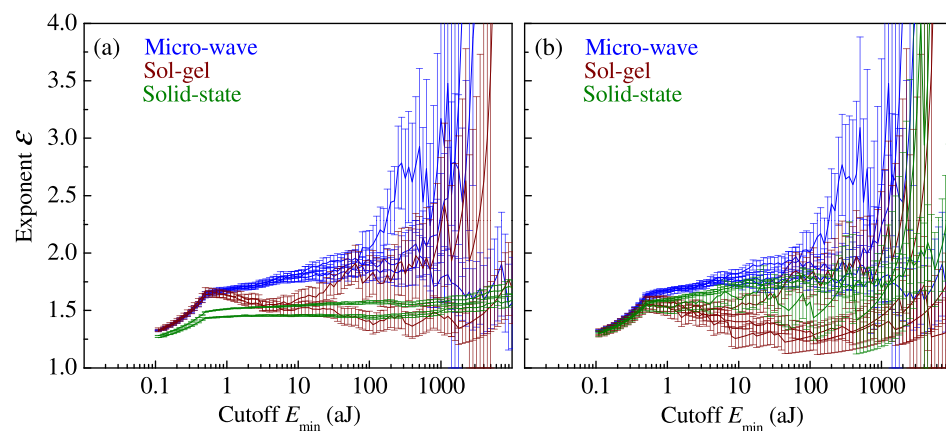 4.0
3.5
3.0
2.5
2.0
1.5
1.0
Exponent ε
(a) Micro-wave
Sol-gel
Solid-state
0.1 1 10 100 1000
Cutoff E_min (aJ)
(b) Micro-wave
Sol-gel
Solid-state
0.1 1 10 100 1000
Cutoff E_min (aJ)